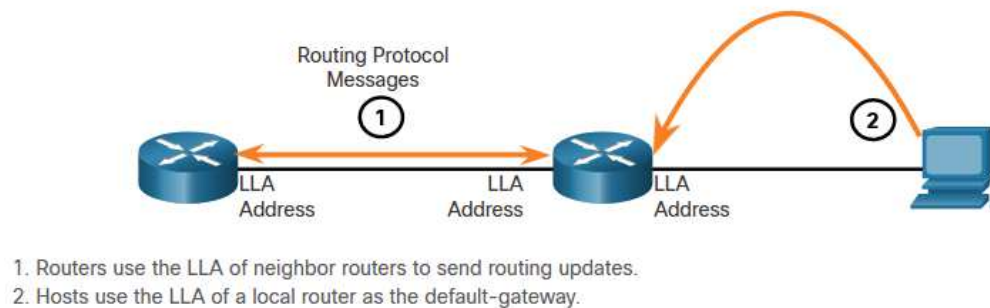 Routing Protocol
Messages
1
2
LLA
Address
LLA
Address
LLA
Address
1. Routers use the LLA of neighbor routers to send routing updates.
2. Hosts use the LLA of a local router as the default-gateway.